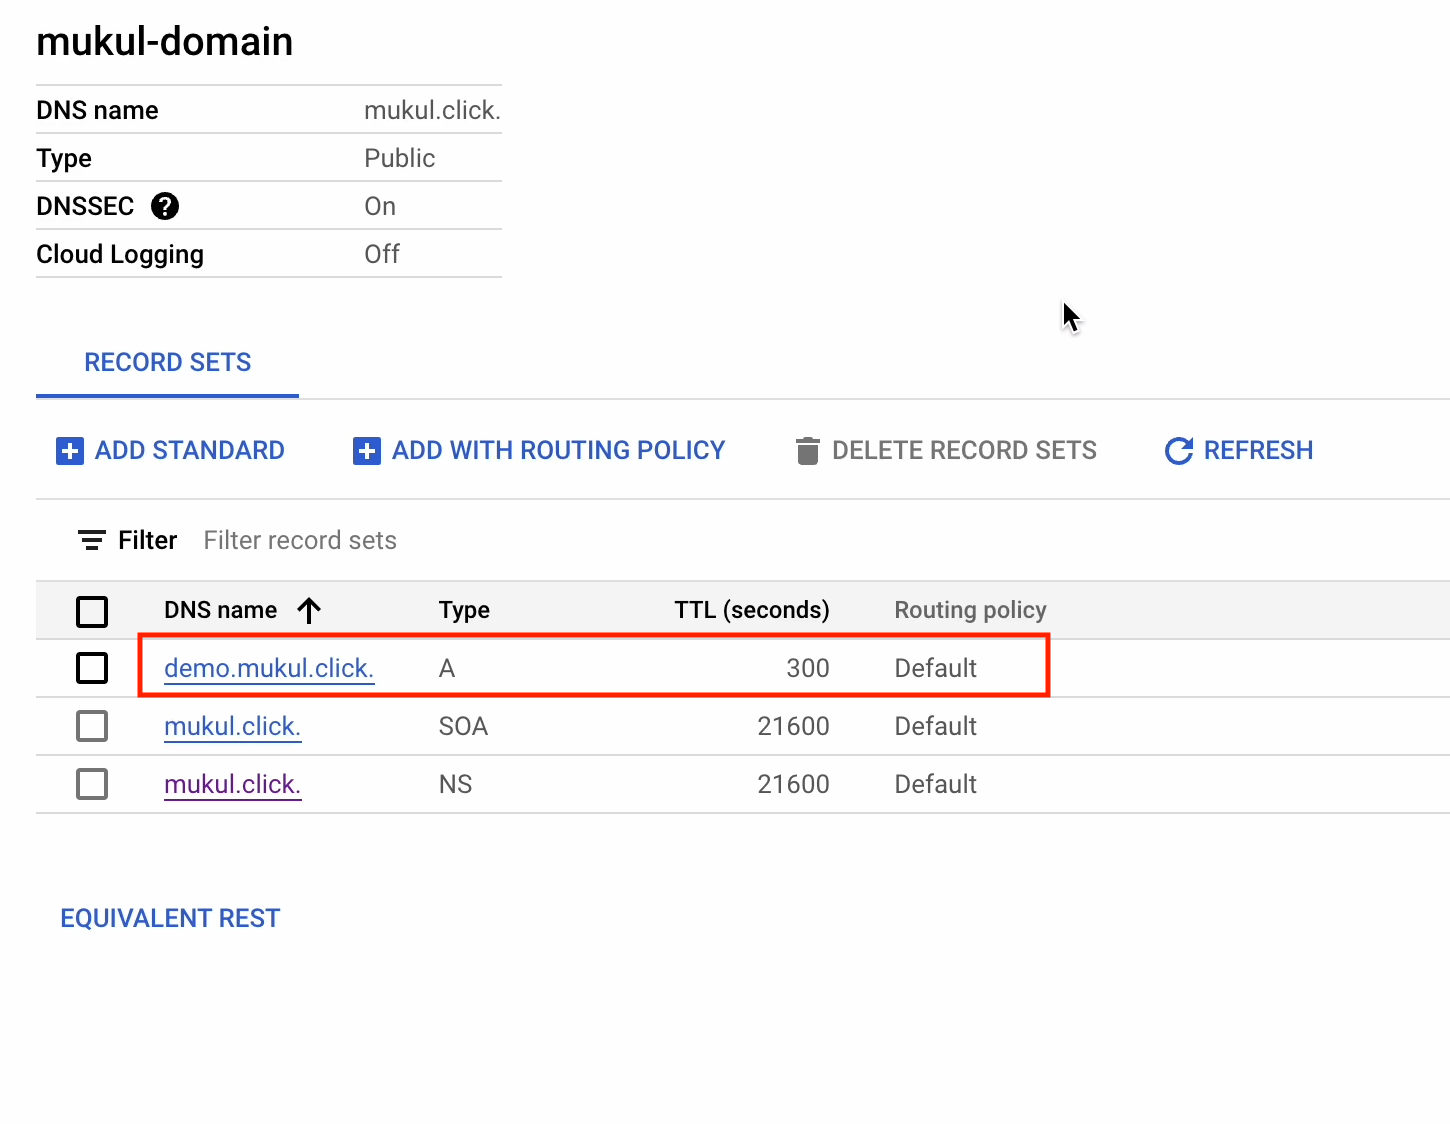 mukul-domain
DNS name mukul.click.
Type Public
DNSSEC ? On
Cloud Logging Off
RECORD SETS
ADD STANDARD ADD WITH ROUTING POLICY DELETE RECORD SETS REFRESH
Filter Filter record sets
DNS name Type TTL (seconds) Routing policy
demo.mukul.click. A 300 Default
mukul.click. SOA 21600 Default
mukul.click. NS 21600 Default
EQUIVALENT REST